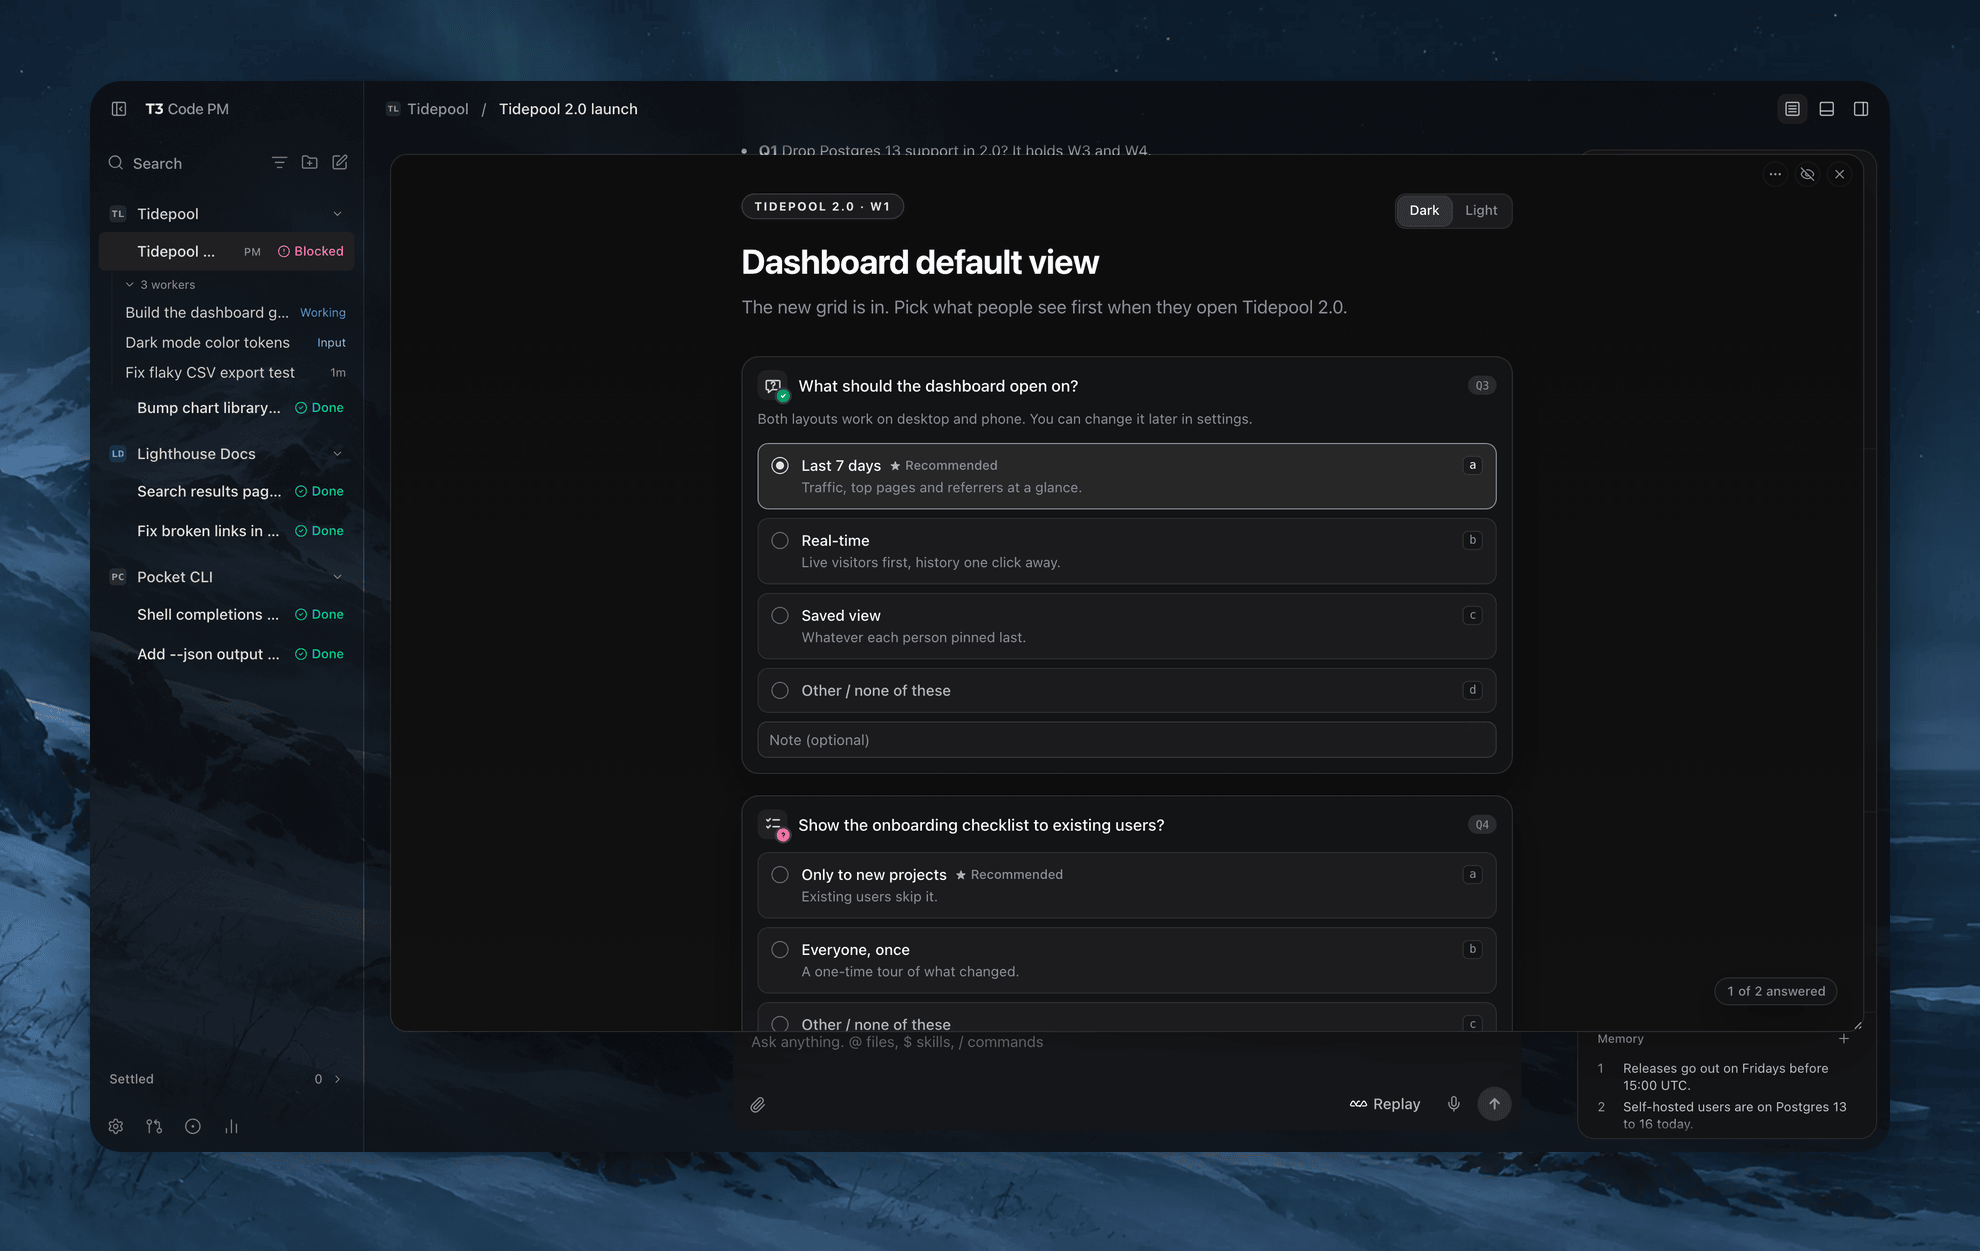 T3 Code PM
Search
TL Tidepool
Tidepool ... PM Blocked
3 workers
Build the dashboard g... Working
Dark mode color tokens Input
Fix flaky CSV export test 1m
Bump chart library... Done
LD Lighthouse Docs
Search results pag... Done
Fix broken links in ... Done
PC Pocket CLI
Shell completions ... Done
Add --json output ... Done
Settled 0
TL Tidepool / Tidepool 2.0 launch
• Q1 Drop Postgres 13 support in 2.0? It holds W3 and W4.
TIDEPOOL 2.0 · W1
Dark Light
Dashboard default view
The new grid is in. Pick what people see first when they open Tidepool 2.0.
What should the dashboard open on? Q3
Both layouts work on desktop and phone. You can change it later in settings.
Last 7 days ★ Recommended a
Traffic, top pages and referrers at a glance.
Real-time b
Live visitors first, history one click away.
Saved view c
Whatever each person pinned last.
Other / none of these d
Note (optional)
Show the onboarding checklist to existing users? Q4
Only to new projects ★ Recommended a
Existing users skip it.
Everyone, once b
A one-time tour of what changed.
Other / none of these c
1 of 2 answered
Ask anything. @ files, $ skills, / commands
Replay
Memory +
1 Releases go out on Fridays before
15:00 UTC.
2 Self-hosted users are on Postgres 13
to 16 today.